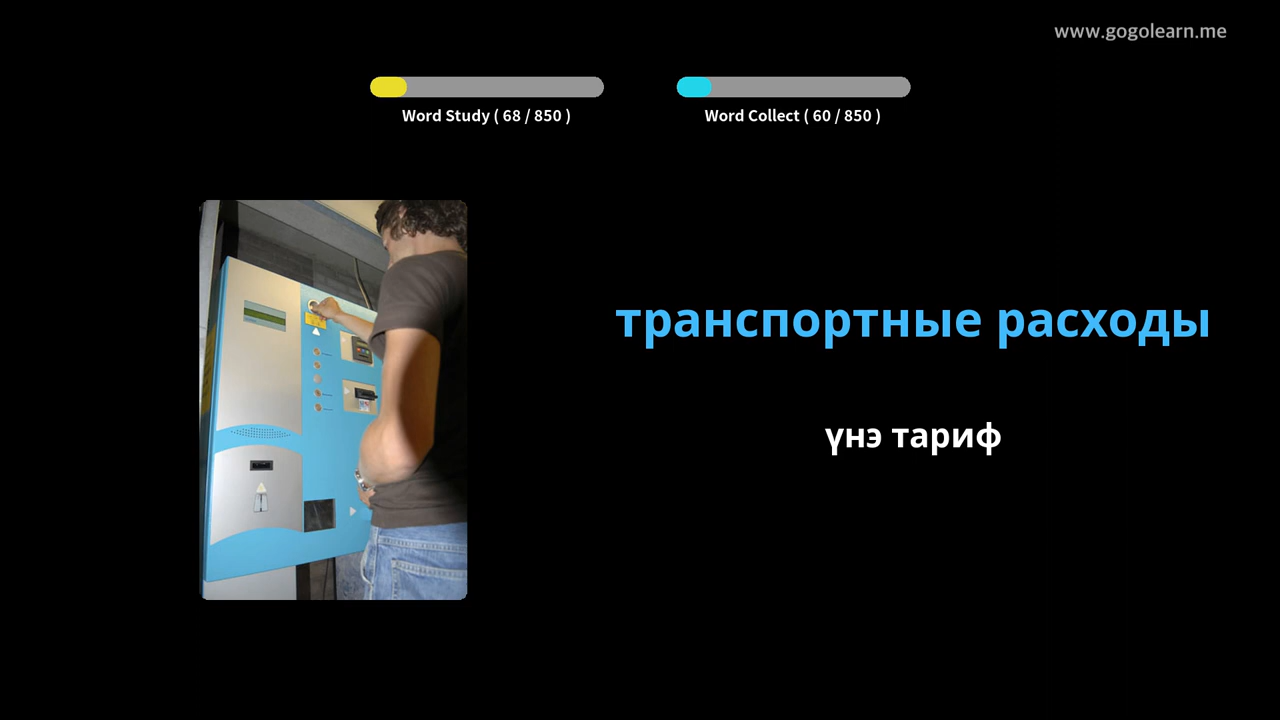 www.gogolearn.me
Word Study ( 68 / 850 )
Word Collect ( 60 / 850 )
транспортные расходы
үнэ тариф